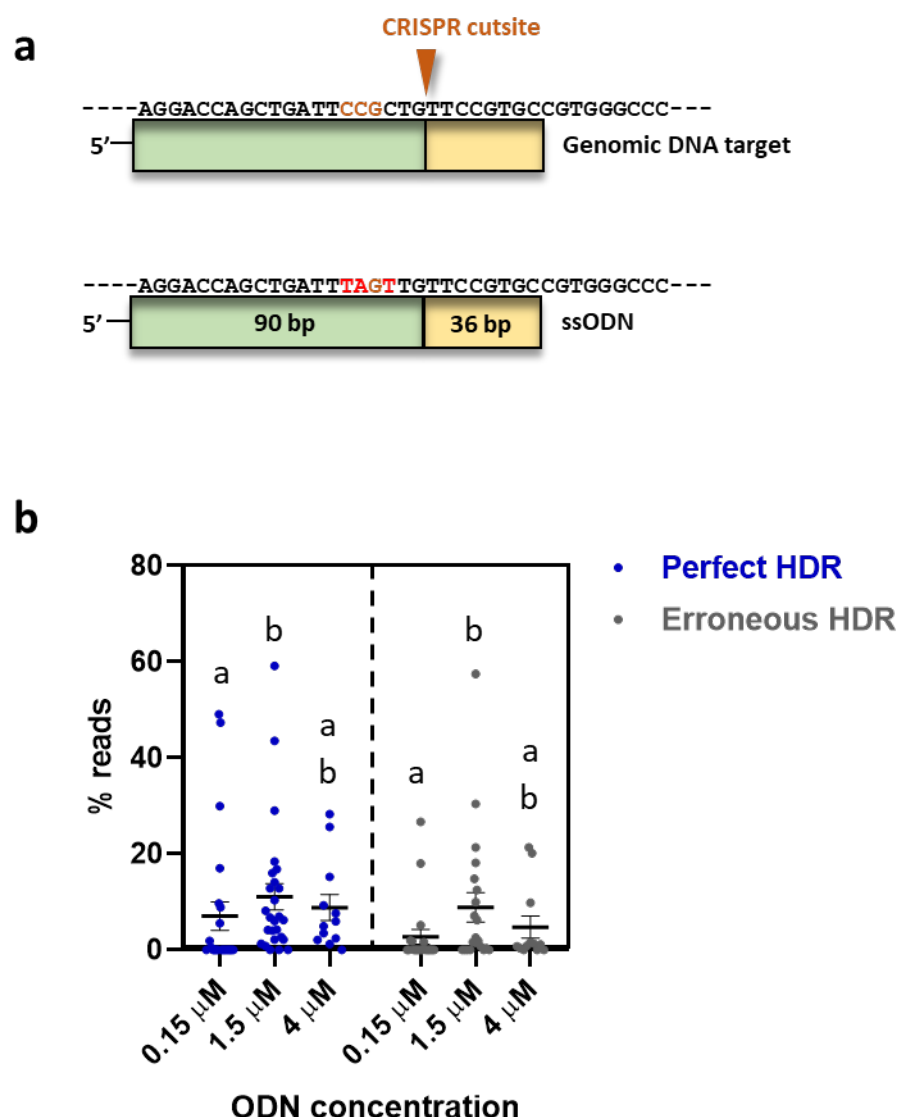 a
CRISPR cutsite
----AGGACCAGCTGATTCCGCTGTTCCGTGCCGTGGGCCC---
5’
Genomic DNA target
----AGGACCAGCTGATTTAGTTGTTCCGTGCCGTGGGCCC---
5’
90 bp
36 bp
ssODN
b
% reads
80
60
40
20
0
a
b
a
b
a
b
a
b
Perfect HDR
Erroneous HDR
0.15 μM
1.5 μM
4 μM
0.15 μM
1.5 μM
4 μM
ODN concentration